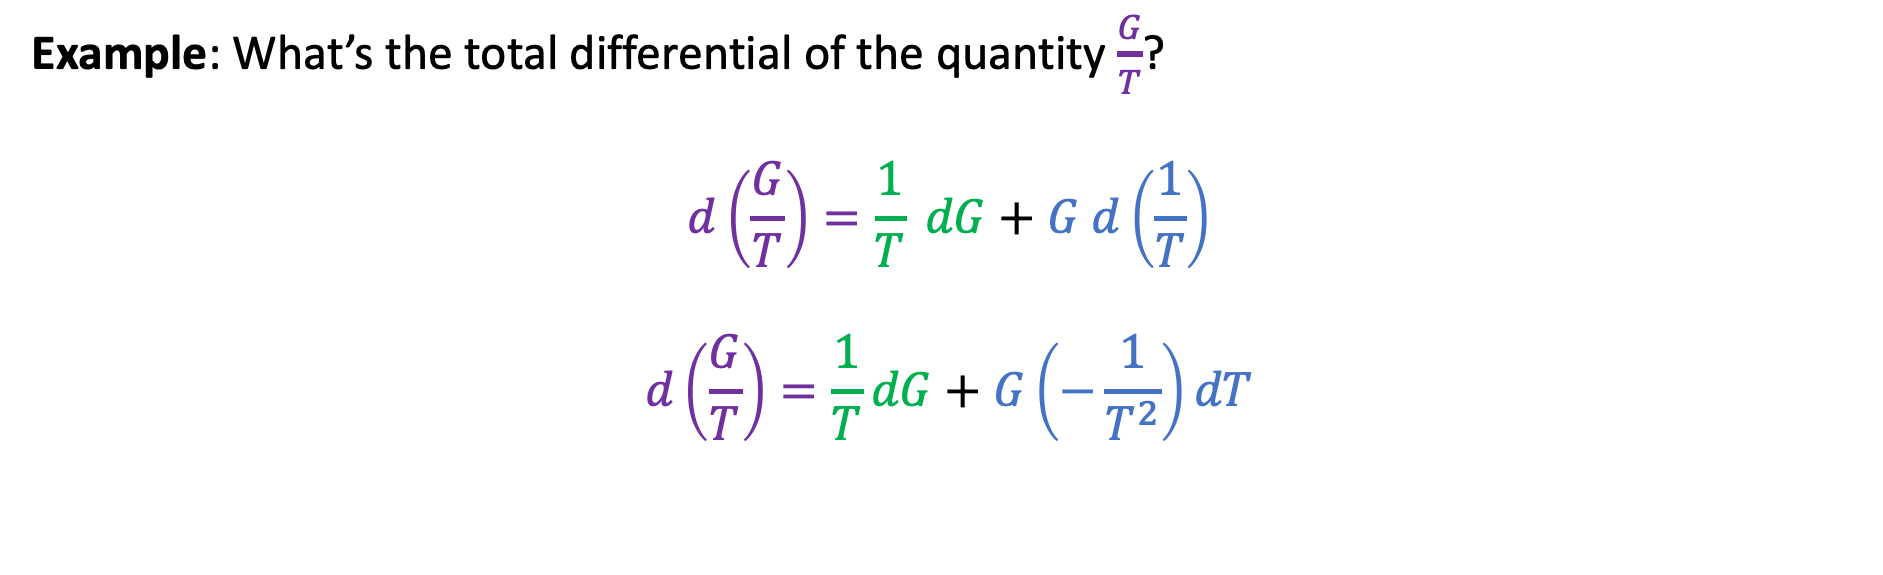 Example: What’s the total differential of the quantity G/T?
d(G/T) = 1/T dG + G d(1/T)
d(G/T) = 1/T dG + G(−1/T²) dT